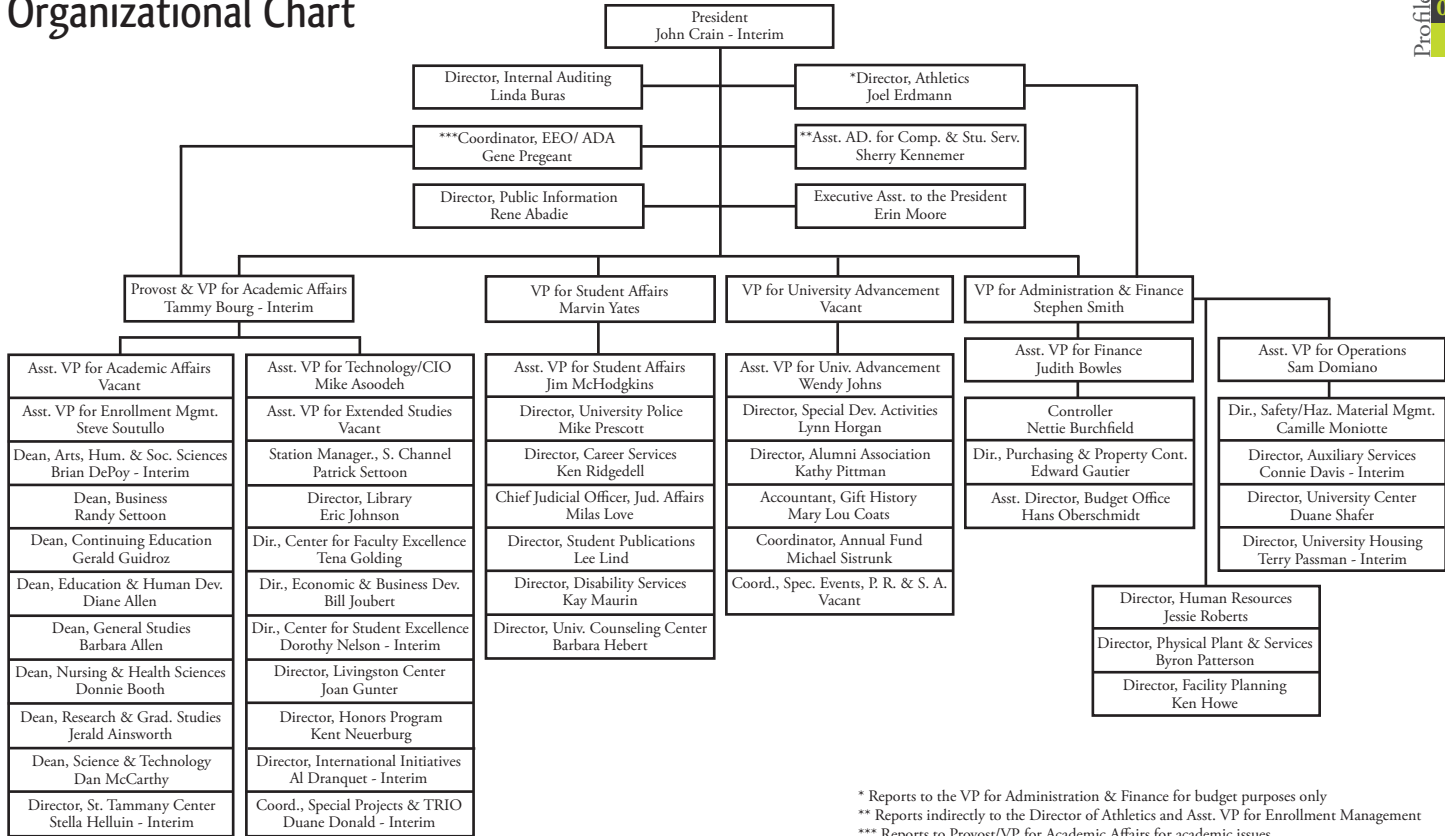 Organizational Chart
Profile
President
John Crain - Interim
Director, Internal Auditing
Linda Buras
*Director, Athletics
Joel Erdmann
***Coordinator, EEO/ ADA
Gene Pregeant
**Asst. AD. for Comp. & Stu. Serv.
Sherry Kennemer
Director, Public Information
Rene Abadie
Executive Asst. to the President
Erin Moore
Provost & VP for Academic Affairs
Tammy Bourg - Interim
VP for Student Affairs
Marvin Yates
VP for University Advancement
Vacant
VP for Administration & Finance
Stephen Smith
Asst. VP for Academic Affairs
Vacant
Asst. VP for Enrollment Mgmt.
Steve Soutullo
Dean, Arts, Hum. & Soc. Sciences
Brian DePoy - Interim
Dean, Business
Randy Settoon
Dean, Continuing Education
Gerald Guidroz
Dean, Education & Human Dev.
Diane Allen
Dean, General Studies
Barbara Allen
Dean, Nursing & Health Sciences
Donnie Booth
Dean, Research & Grad. Studies
Jerald Ainsworth
Dean, Science & Technology
Dan McCarthy
Director, St. Tammany Center
Stella Helluin - Interim
Asst. VP for Technology/CIO
Mike Asoodeh
Asst. VP for Extended Studies
Vacant
Station Manager., S. Channel
Patrick Settoon
Director, Library
Eric Johnson
Dir., Center for Faculty Excellence
Tena Golding
Dir., Economic & Business Dev.
Bill Joubert
Dir., Center for Student Excellence
Dorothy Nelson - Interim
Director, Livingston Center
Joan Gunter
Director, Honors Program
Kent Neuerburg
Director, International Initiatives
Al Dranquet - Interim
Coord., Special Projects & TRIO
Duane Donald - Interim
Asst. VP for Student Affairs
Jim McHodgkins
Director, University Police
Mike Prescott
Director, Career Services
Ken Ridgedell
Chief Judicial Officer, Jud. Affairs
Milas Love
Director, Student Publications
Lee Lind
Director, Disability Services
Kay Maurin
Director, Univ. Counseling Center
Barbara Hebert
Asst. VP for Univ. Advancement
Wendy Johns
Director, Special Dev. Activities
Lynn Horgan
Director, Alumni Association
Kathy Pittman
Accountant, Gift History
Mary Lou Coats
Coordinator, Annual Fund
Michael Sistrunk
Coord., Spec. Events, P. R. & S. A.
Vacant
Asst. VP for Finance
Judith Bowles
Controller
Nettie Burchfield
Dir., Purchasing & Property Cont.
Edward Gautier
Asst. Director, Budget Office
Hans Oberschmidt
Asst. VP for Operations
Sam Domiano
Dir., Safety/Haz. Material Mgmt.
Camille Moniotte
Director, Auxiliary Services
Connie Davis - Interim
Director, University Center
Duane Shafer
Director, University Housing
Terry Passman - Interim
Director, Human Resources
Jessie Roberts
Director, Physical Plant & Services
Byron Patterson
Director, Facility Planning
Ken Howe
* Reports to the VP for Administration & Finance for budget purposes only
** Reports indirectly to the Director of Athletics and Asst. VP for Enrollment Management
*** Reports to Provost/VP for Academic Affairs for academic issues